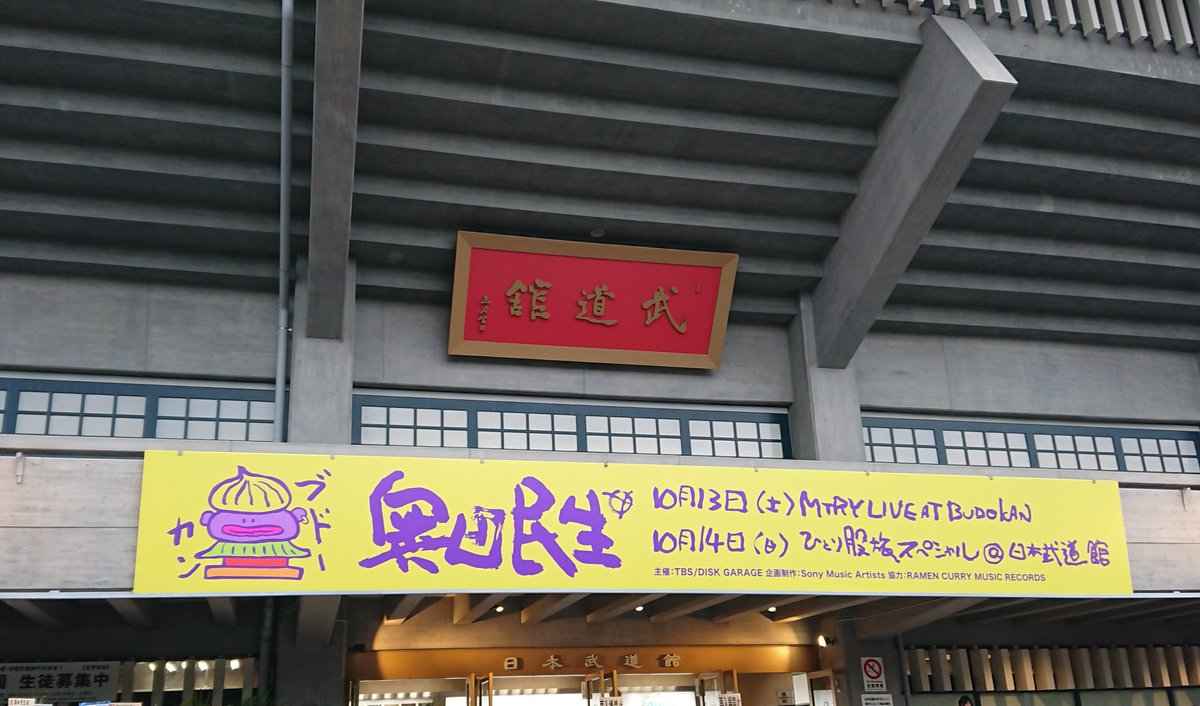 武道館
ブドーカン
奥田民生
10月13日(土) MTRY LIVE AT BUDOKAN
10月14日(日) ひとり股旅スペシャル@日本武道館
主催:TBS/DISK GARAGE 企画制作:Sony Music Artists 協力:RAMEN CURRY MUSIC RECORDS
日本武道館
生徒募集中